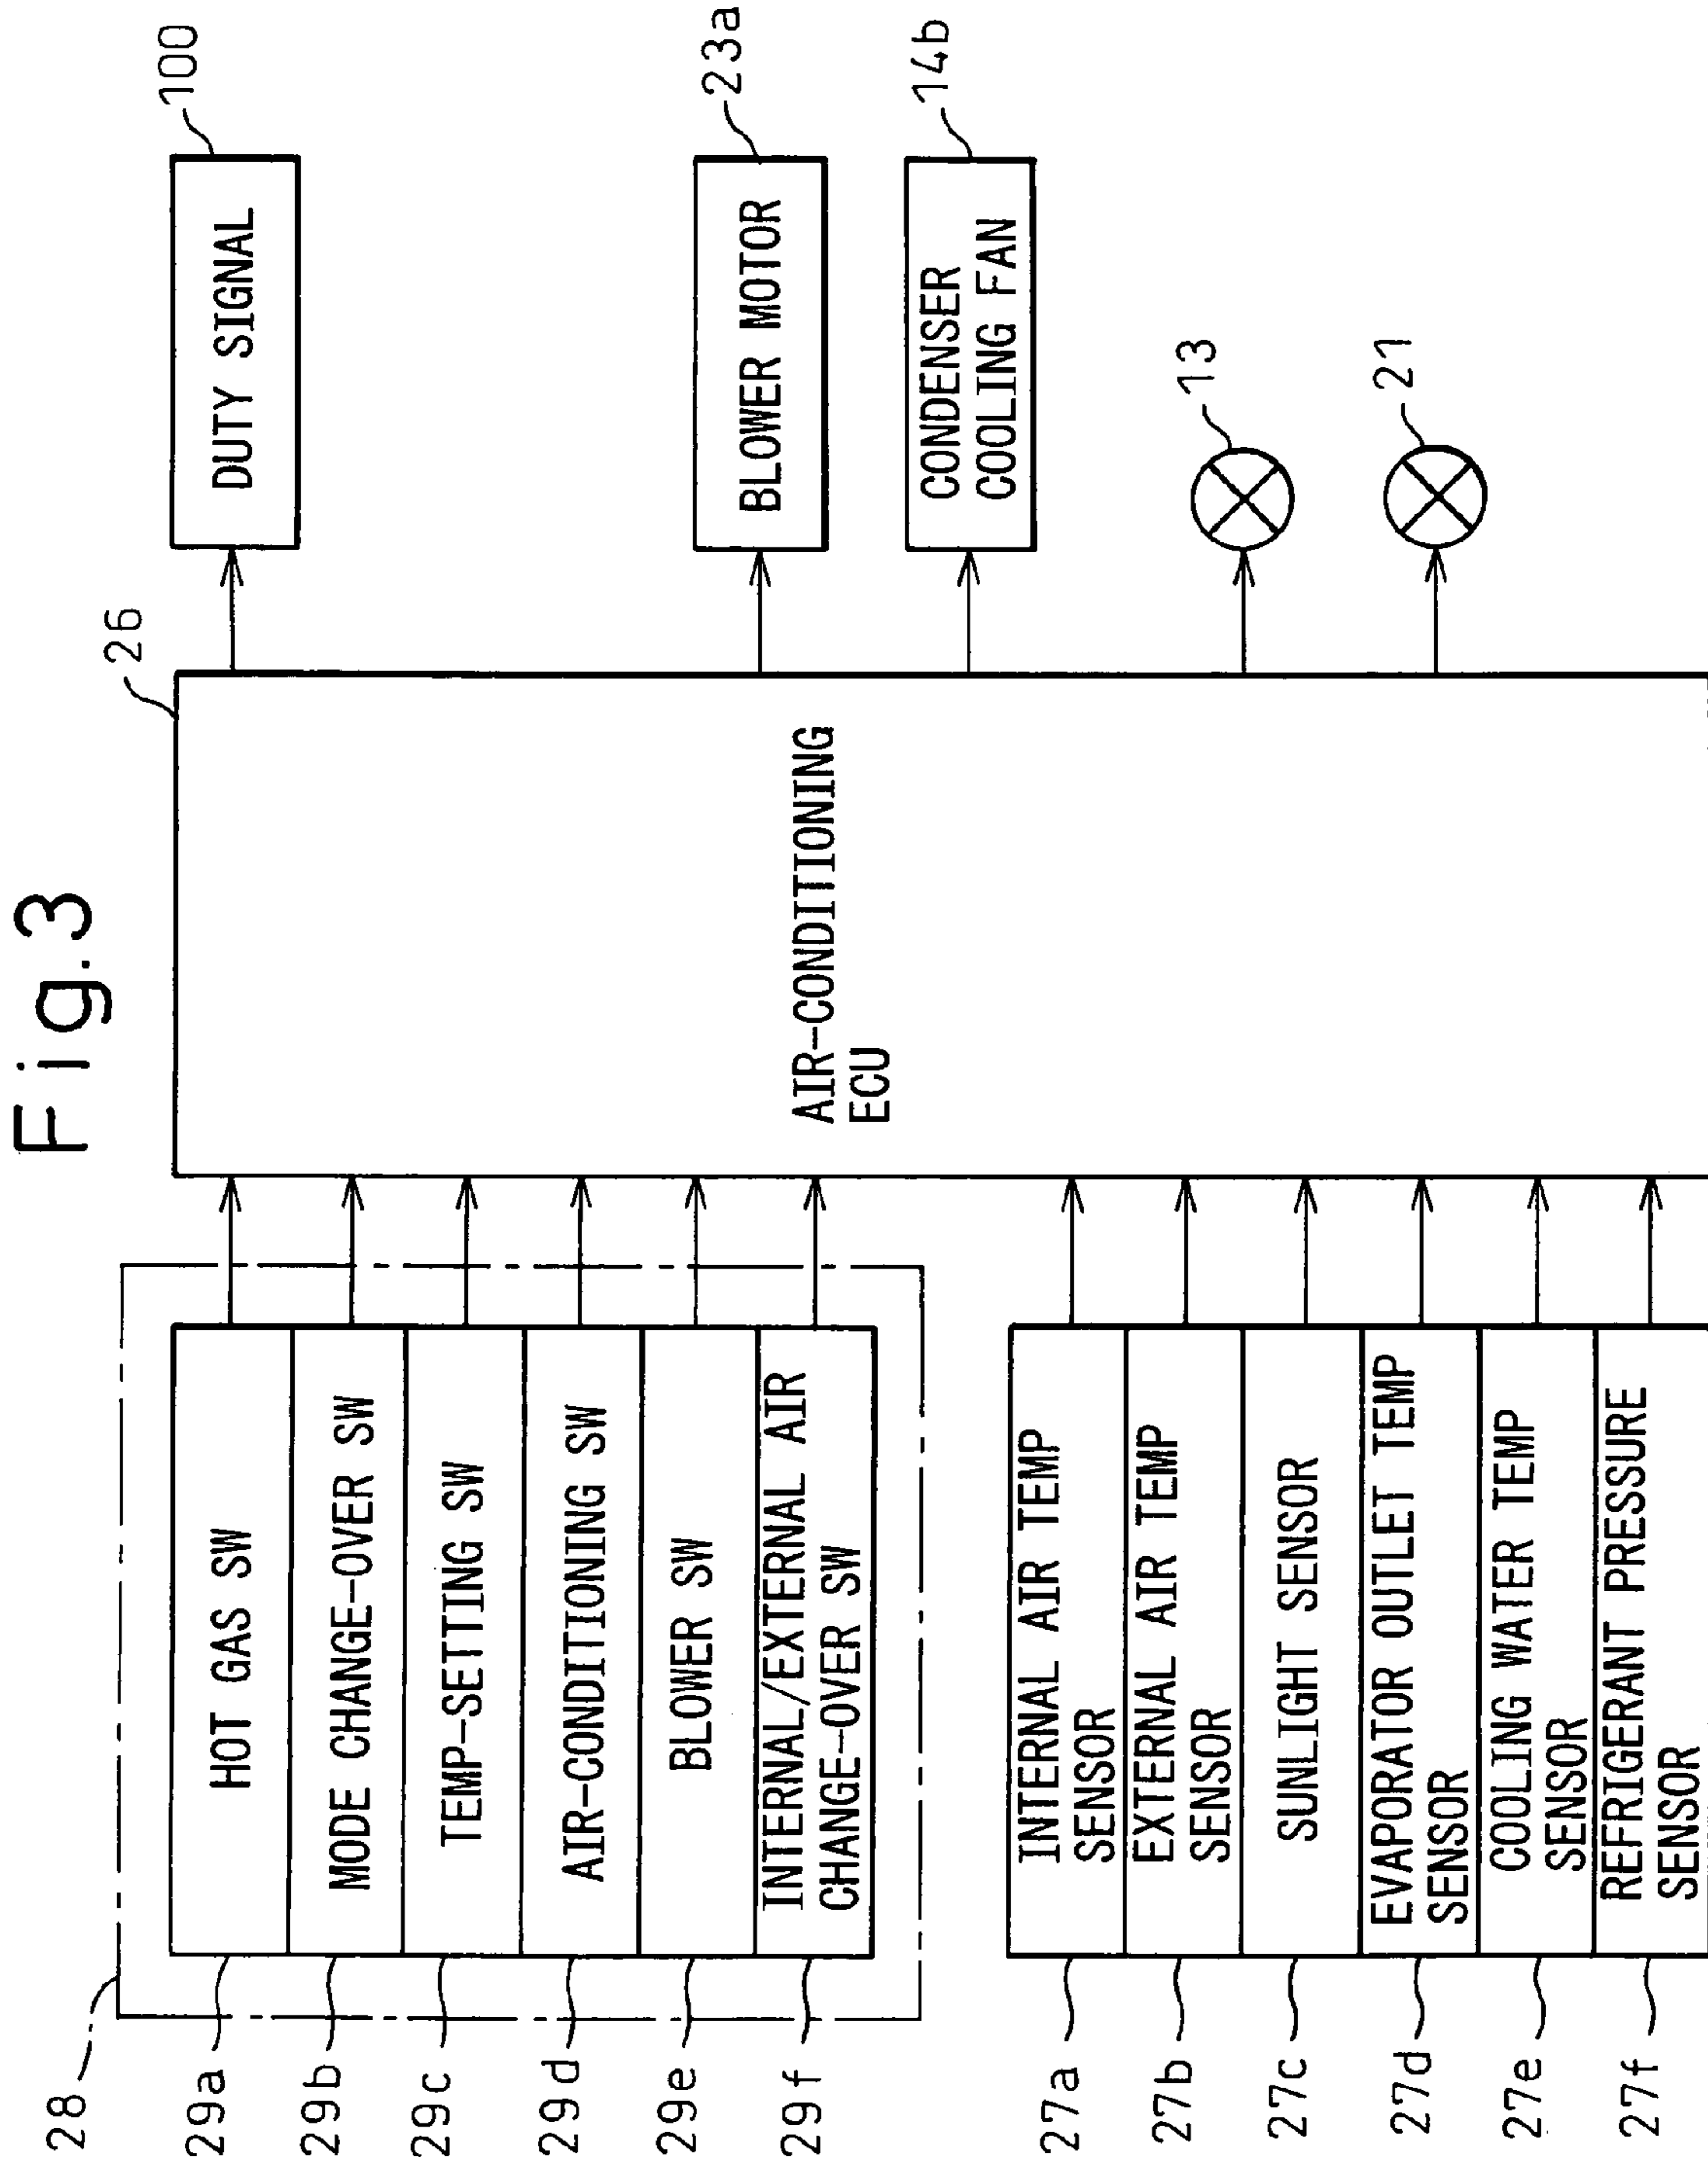 Fig.3
28
29a
HOT GAS SW
29b
MODE CHANGE-OVER SW
29c
TEMP-SETTING SW
29d
AIR-CONDITIONING SW
29e
BLOWER SW
29f
INTERNAL/EXTERNAL AIR
CHANGE-OVER SW
27a
INTERNAL AIR TEMP
SENSOR
27b
EXTERNAL AIR TEMP
SENSOR
27c
SUNLIGHT SENSOR
27d
EVAPORATOR OUTLET TEMP
SENSOR
27e
COOLING WATER TEMP
SENSOR
27f
REFRIGERANT PRESSURE
SENSOR
26
AIR-CONDITIONING
ECU
100
DUTY SIGNAL
23a
BLOWER MOTOR
14b
CONDENSER
COOLING FAN
13
21